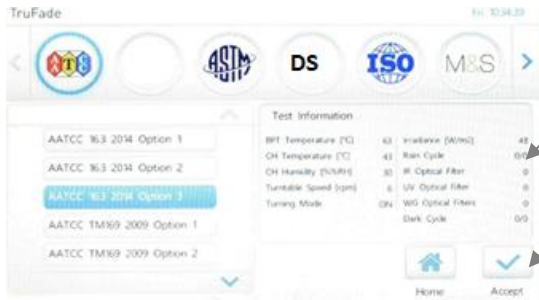 TruFade
Fri 10:34:39
ATS
ASTM
DS
ISO
M&S
Test Information
AATCC 163 2014 Option 1
AATCC 163 2014 Option 2
AATCC 163 2014 Option 3
AATCC TM169 2009 Option 1
AATCC TM169 2009 Option 2
BPT Temperature (°C) 63
CH Temperature (°C) 43
CH Humidity (%RH) 30
Turntable Speed (rpm) 6
Turning Mode ON
Irradiance (W/m2) 48
Rain Cycle 0/0
IR Optical Filter 0
UV Optical Filter 0
WG Optical Filters 0
Dark Cycle 0/0
Home
Accept